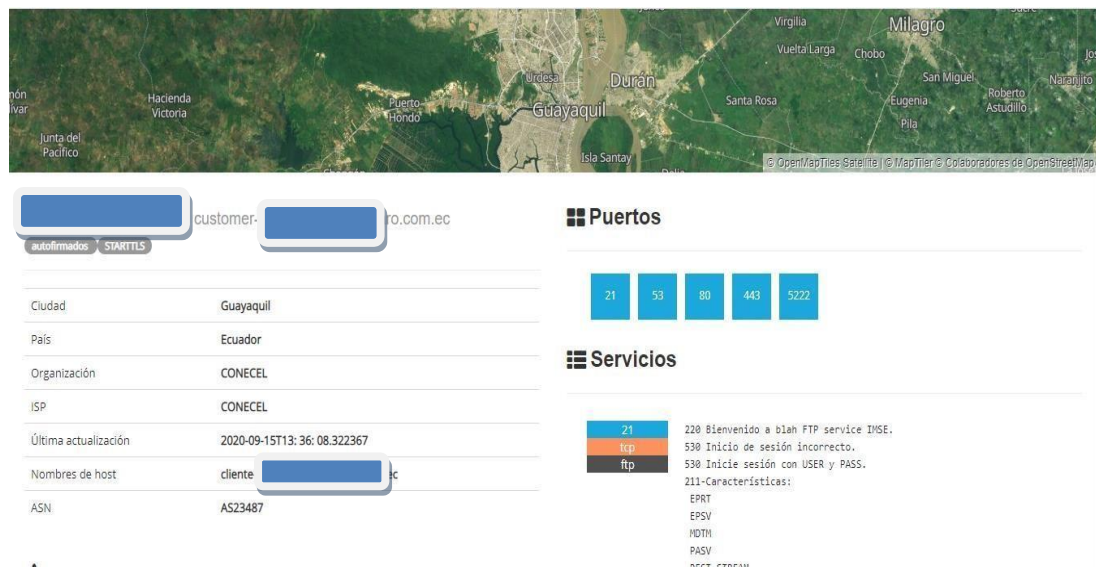 Virgilia
Milagro
Vuelta Larga
Chobo
Urdesa
Durán
San Miguel
Naranjito
Hacienda
Victoria
Puerto
Hondo
Guayaquil
Santa Rosa
Eugenia
Roberto
Astudillo
Pila
Junta del
Pacífico
Isla Santay
© OpenMapTiles Satellite | © MapTiler © Colaboradores de OpenStreetMap
customer-
ro.com.ec
autofirmados STARTTLS
Ciudad Guayaquil
País Ecuador
Organización CONECEL
ISP CONECEL
Última actualización 2020-09-15T13: 36: 08.322367
Nombres de host cliente
ec
ASN AS23487
Puertos
21 53 80 443 5222
Servicios
21
tcp
ftp
220 Bienvenido a blah FTP service IMSE.
530 Inicio de sesión incorrecto.
530 Inicie sesión con USER y PASS.
211-Características:
EPRT
EPSV
MDTM
PASV
REST STREAM